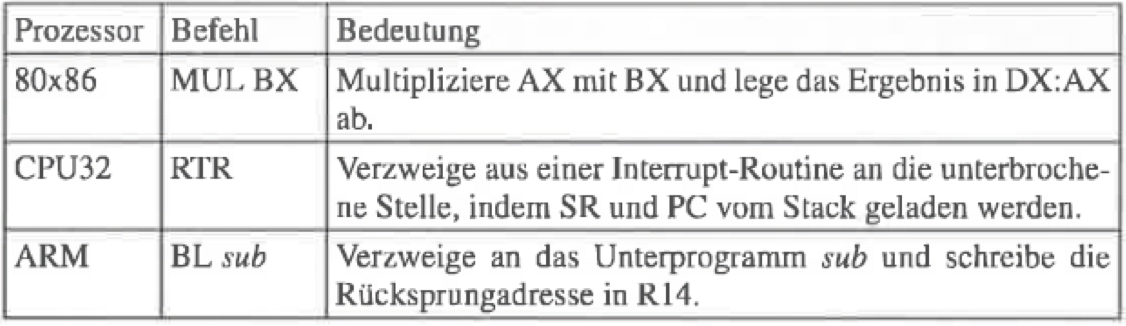 Prozessor Befehl Bedeutung
80x86 MUL BX Multipliziere AX mit BX und lege das Ergebnis in DX:AX
ab.
CPU32 RTR Verzweige aus einer Interrupt-Routine an die unterbroche-
ne Stelle, indem SR und PC vom Stack geladen werden.
ARM BL sub Verzweige an das Unterprogramm sub und schreibe die
Rücksprungadresse in R14.